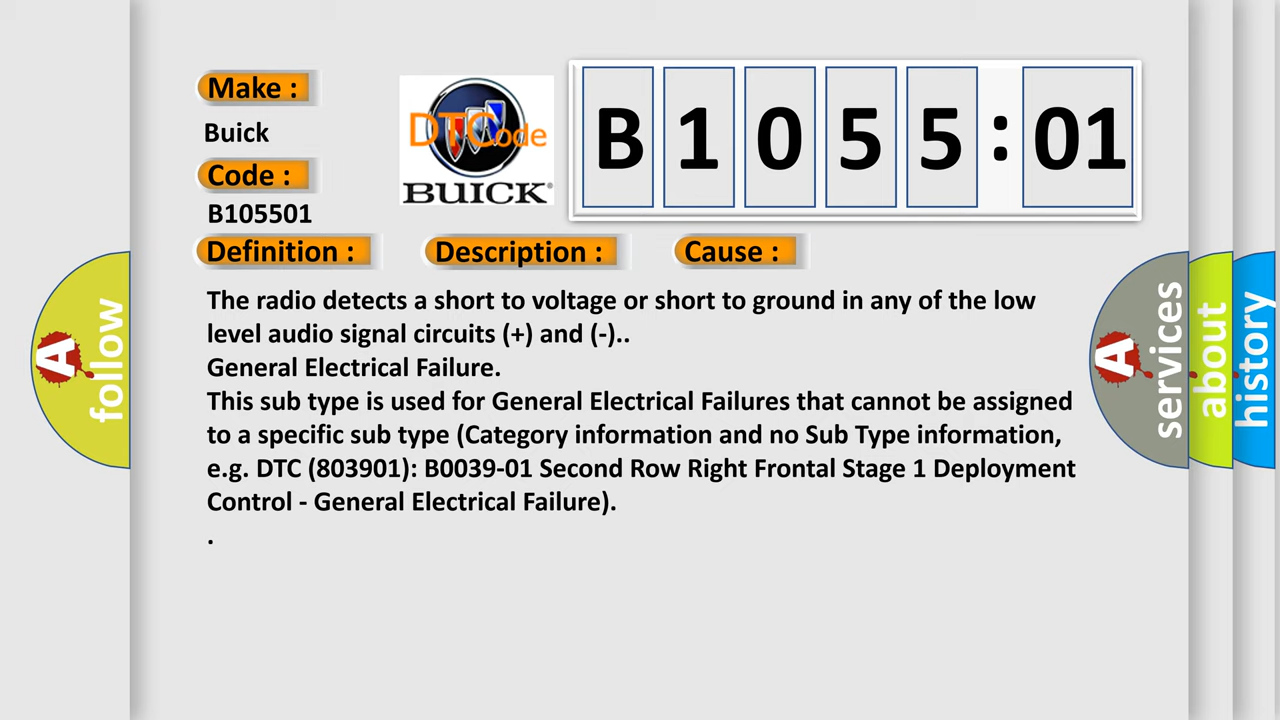 Make :
Buick
Code :
B105501
DTCode
BUICK®
B1055:01
Definition :
Description :
Cause :
The radio detects a short to voltage or short to ground in any of the low
level audio signal circuits (+) and (-)..
General Electrical Failure.
This sub type is used for General Electrical Failures that cannot be assigned
to a specific sub type (Category information and no Sub Type information,
e.g. DTC (803901): B0039-01 Second Row Right Frontal Stage 1 Deployment
Control - General Electrical Failure).
.
A
follow
A
services
about
history